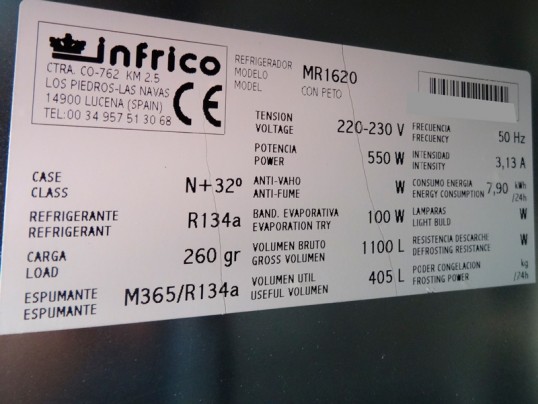 infrico
CTRA. CO-762 KM 2.5
LOS PIEDROS-LAS NAVAS
14900 LUCENA (SPAIN)
TEL:00 34 957 51 30 68
CE
REFRIGERADOR
MODELO MR1620
MODEL CON PETO
TENSION
VOLTAGE 220-230 V
FRECUENCIA
FREQUENCY 50 Hz
POTENCIA
POWER 550 W
INTENSIDAD
INTENSITY 3,13 A
CASE
CLASS N+32º
ANTI-VAHO
ANTI-FUME W
CONSUMO ENERGIA
ENERGY CONSUMPTION 7,90 kWh
/24h
REFRIGERANTE
REFRIGERANT R134a
BAND. EVAPORATIVA
EVAPORATION TRY 100 W
LAMPARAS
LIGHT BULD W
CARGA
LOAD 260 gr
VOLUMEN BRUTO
GROSS VOLUMEN 1100 L
RESISTENCIA DESCARCHE
DEFROSTING RESISTANCE W
ESPUMANTE
ESPUMANTE M365/R134a
VOLUMEN UTIL
USEFUL VOLUMEN 405 L
PODER CONGELACION
FROSTING POWER kg
/24h